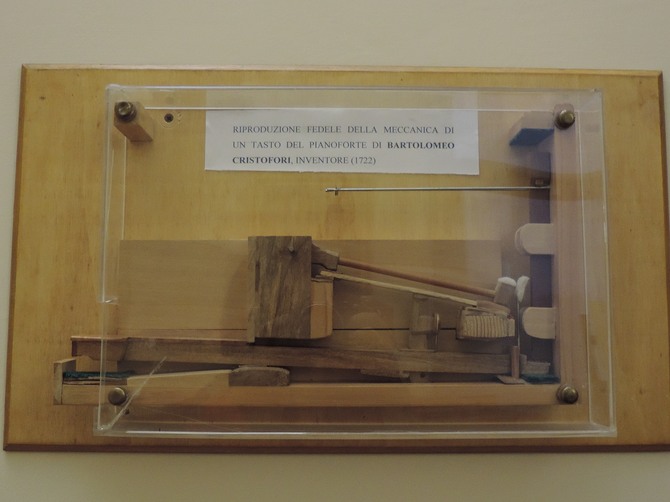 RIPRODUZIONE FEDELE DELLA MECCANICA DI
UN TASTO DEL PIANOFORTE DI BARTOLOMEO
CRISTOFORI, INVENTORE (1722)